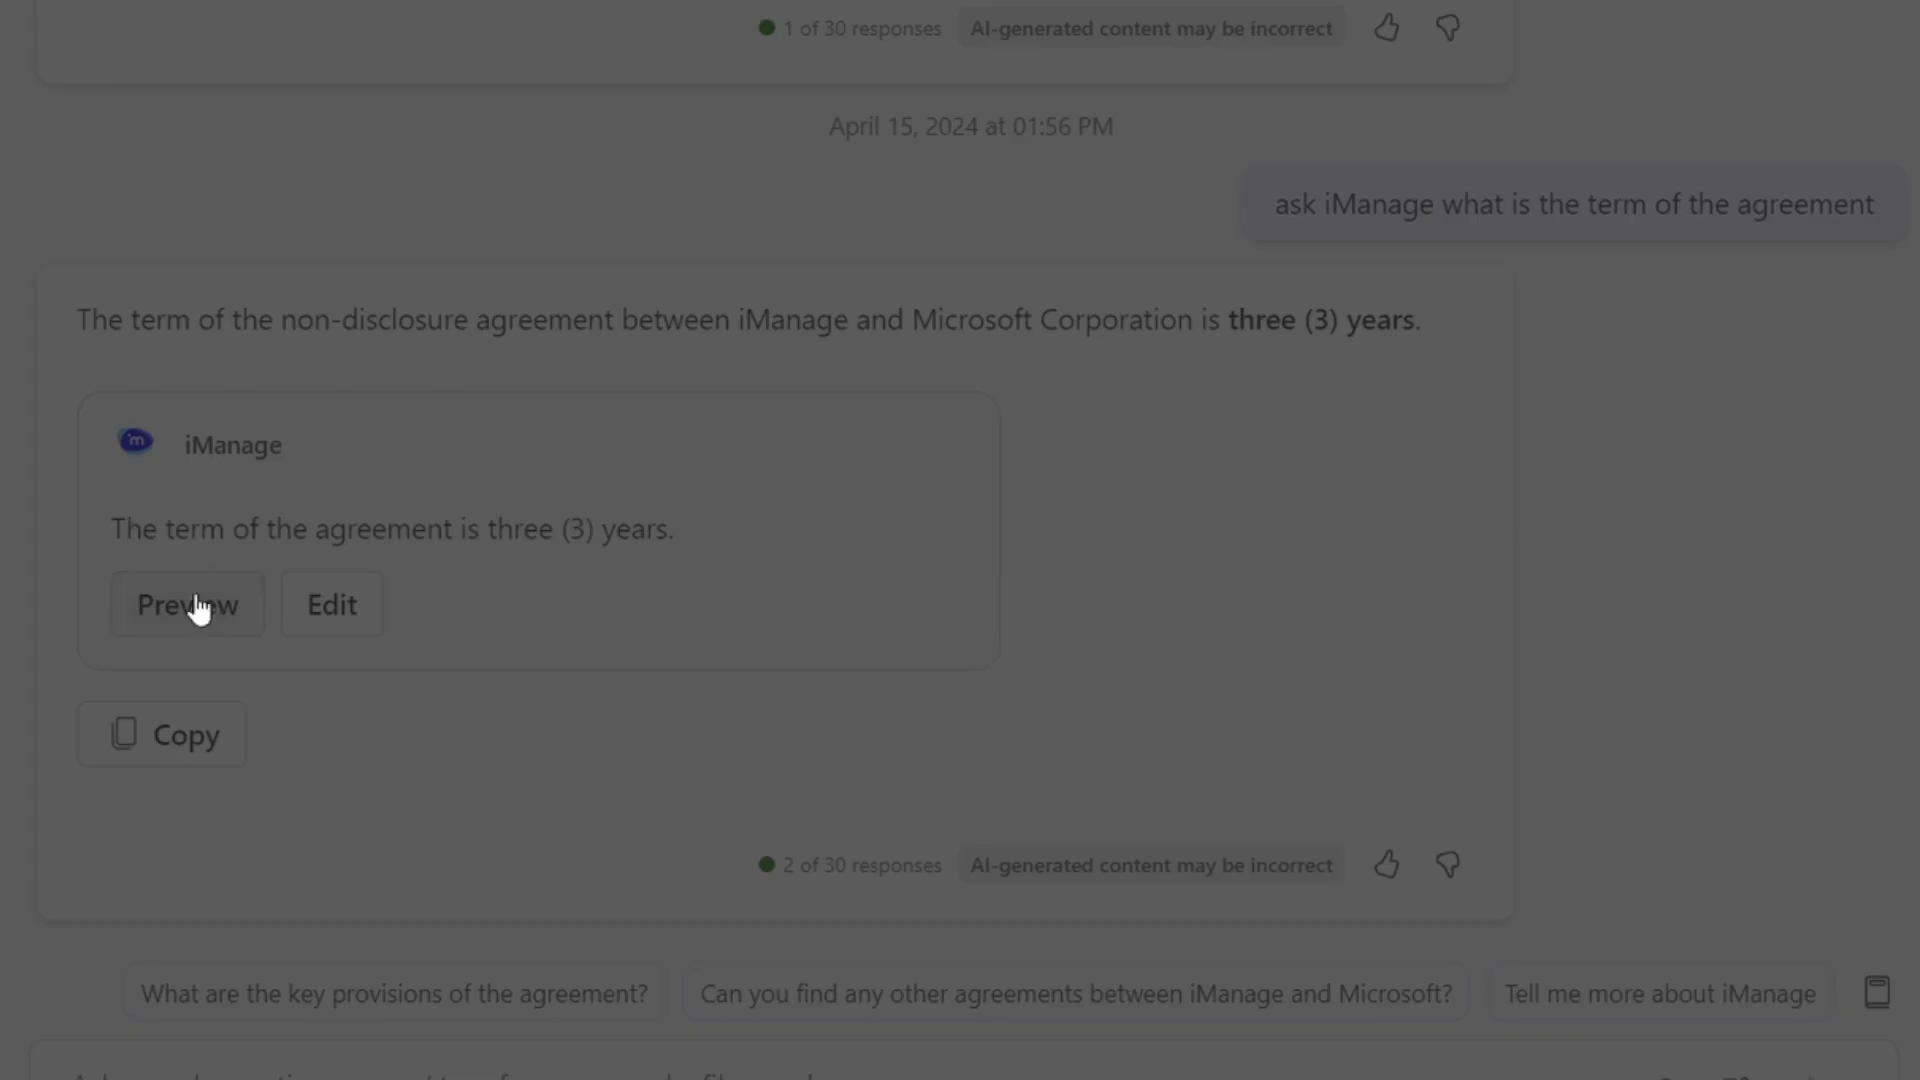 1 of 30 responses AI-generated content may be incorrect
April 15, 2024 at 01:56 PM
ask iManage what is the term of the agreement
The term of the non-disclosure agreement between iManage and Microsoft Corporation is three (3) years.
m
iManage
The term of the agreement is three (3) years.
Preview Edit
Copy
2 of 30 responses AI-generated content may be incorrect
What are the key provisions of the agreement? Can you find any other agreements between iManage and Microsoft? Tell me more about iManage